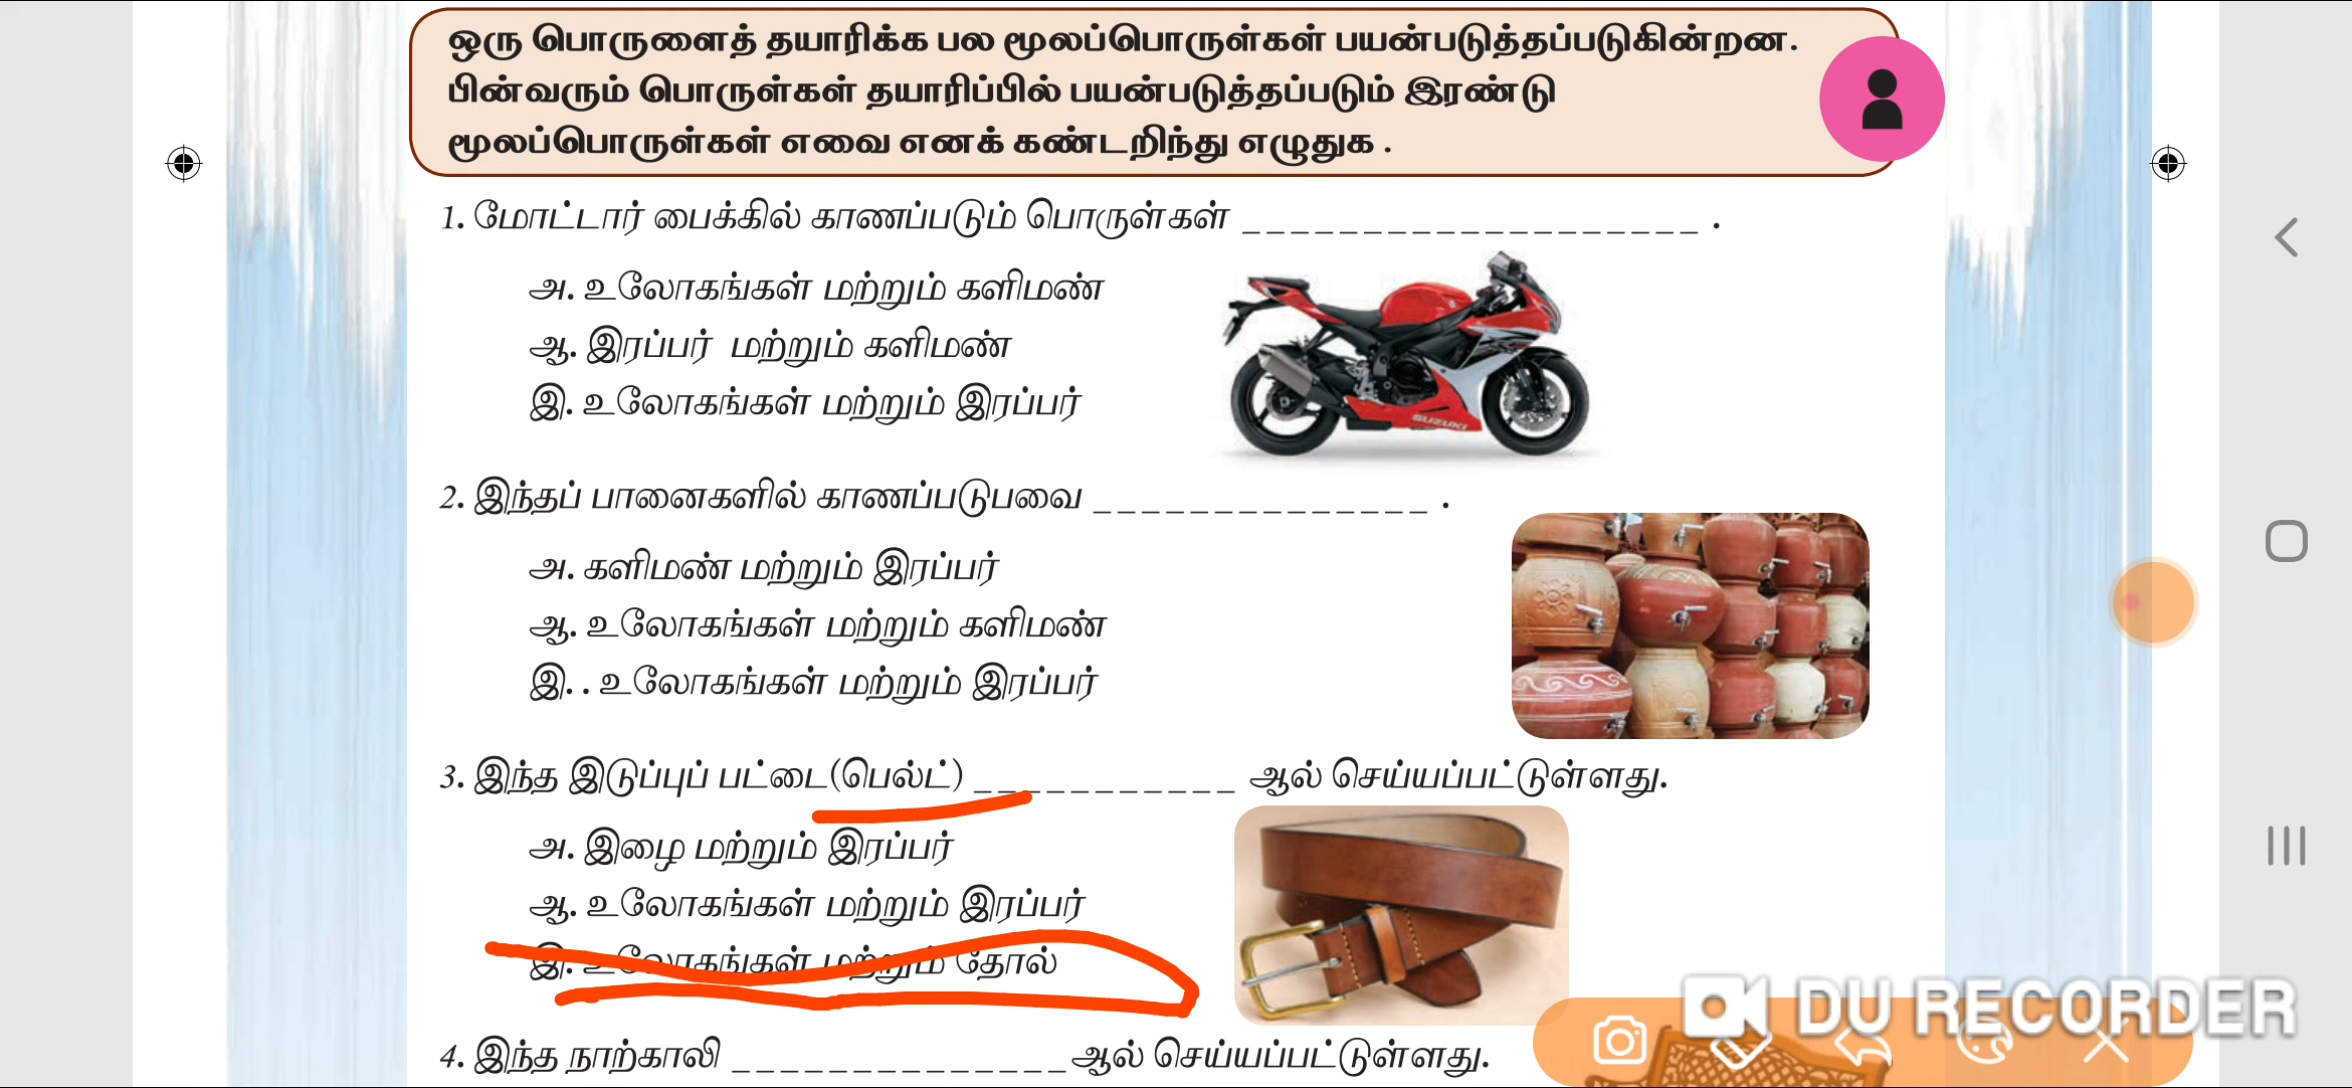 ஒரு பொருளைத் தயாரிக்க பல மூலப்பொருள்கள் பயன்படுத்தப்படுகின்றன.
பின்வரும் பொருள்கள் தயாரிப்பில் பயன்படுத்தப்படும் இரண்டு
மூலப்பொருள்கள் எவை எனக் கண்டறிந்து எழுதுக .
1. மோட்டார் பைக்கில் காணப்படும் பொருள்கள் ___________________ .
அ. உலோகங்கள் மற்றும் களிமண்
ஆ. இரப்பர் மற்றும் களிமண்
இ. உலோகங்கள் மற்றும் இரப்பர்
SUZUKI
2. இந்தப் பானைகளில் காணப்படுபவை ______________ .
அ. களிமண் மற்றும் இரப்பர்
ஆ. உலோகங்கள் மற்றும் களிமண்
இ. . உலோகங்கள் மற்றும் இரப்பர்
3. இந்த இடுப்புப் பட்டை(பெல்ட்) ___________ ஆல் செய்யப்பட்டுள்ளது.
அ. இழை மற்றும் இரப்பர்
ஆ. உலோகங்கள் மற்றும் இரப்பர்
இ. உலோகங்கள் மற்றும் தோல்
4. இந்த நாற்காலி ______________ ஆல் செய்யப்பட்டுள்ளது.
DU RECORDER